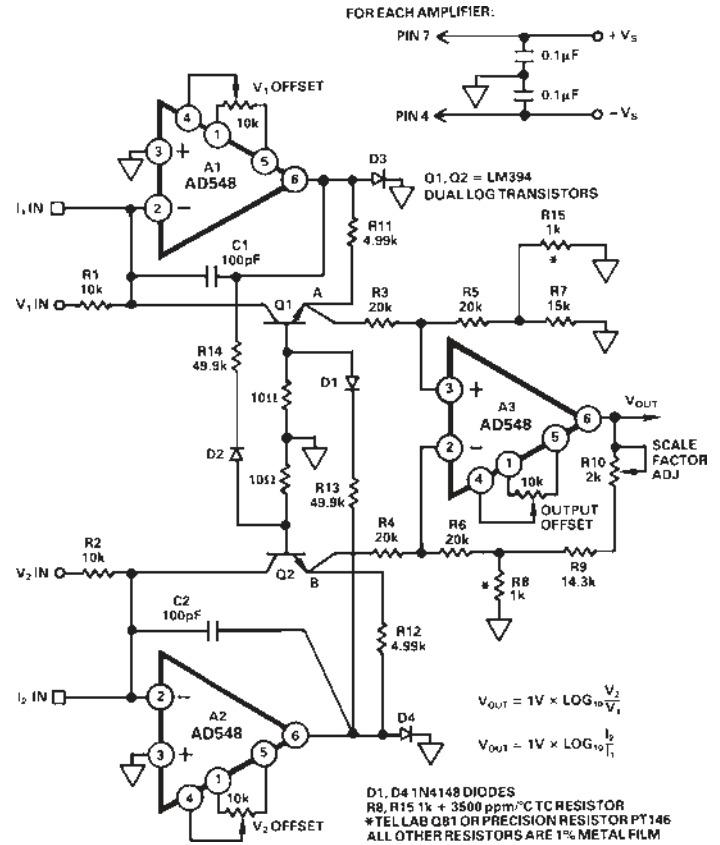 FOR EACH AMPLIFIER:
PIN 7
+ VS
0.1µF
0.1µF
PIN 4
− VS
V1 OFFSET
10k
4
1
5
3
+
A1
AD548
6
2
−
D3
Q1, Q2 = LM394
DUAL LOG TRANSISTORS
I1 IN
R11
4.99k
C1
100pF
R15
1k
*
R1
10k
V1 IN
Q1
A
R3
20k
R5
20k
R7
15k
R14
49.9k
10Ω
D1
3
+
A3
AD548
6
VOUT
2
−
5
1
4
10k
OUTPUT
OFFSET
R10
2k
SCALE
FACTOR
ADJ
D2
10Ω
R13
49.9k
R2
10k
V2 IN
Q2
B
R4
20k
R6
20k
* R8
1k
R9
14.3k
C2
100pF
R12
4.99k
I2 IN
2
−
A2
AD548
6
3
+
5
1
4
10k
V2 OFFSET
D4
VOUT = 1V × LOG10 V2/V1
VOUT = 1V × LOG10 I2/I1
D1, D4 1N4148 DIODES
R8, R15 1k + 3500 ppm/°C TC RESISTOR
*TEL LAB Q81 OR PRECISION RESISTOR PT146
ALL OTHER RESISTORS ARE 1% METAL FILM